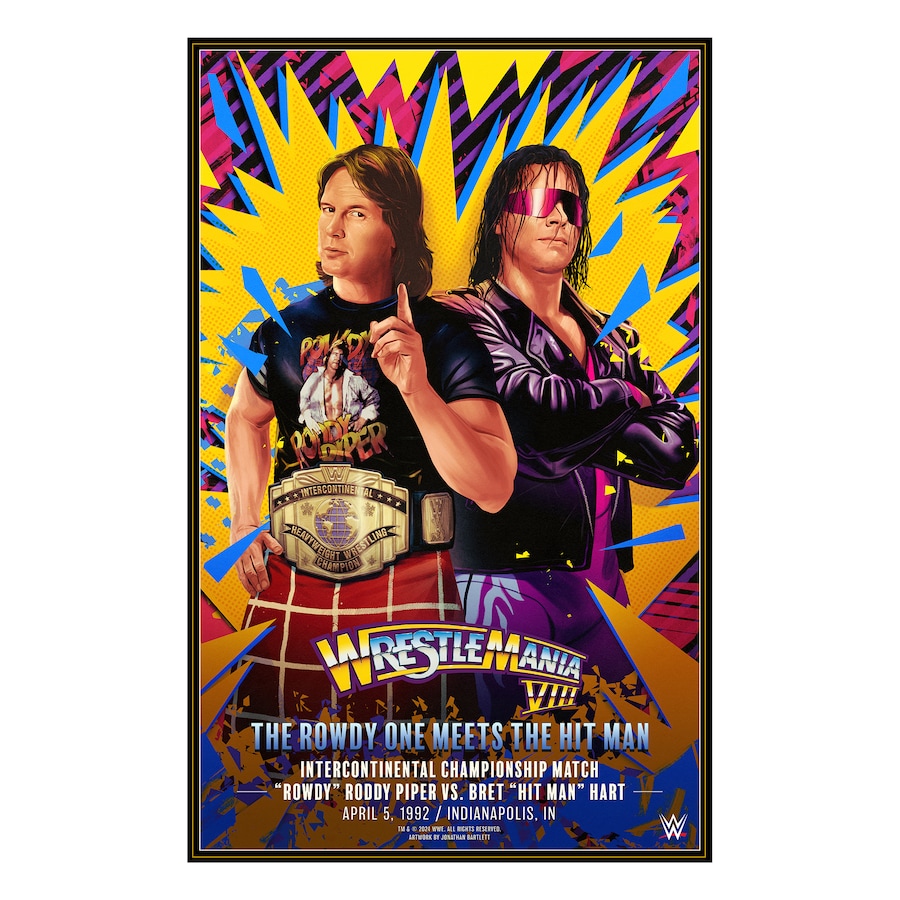 ROWDY
RODDY
PIPER
W
INTERCONTINENTAL
HEAVYWEIGHT WRESTLING
CHAMPION
WRESTLEMANIA
VIII
THE ROWDY ONE MEETS THE HIT MAN
INTERCONTINENTAL CHAMPIONSHIP MATCH
“ROWDY” RODDY PIPER VS. BRET “HIT MAN” HART
APRIL 5, 1992 / INDIANAPOLIS, IN
TM & © 2024 WWE. ALL RIGHTS RESERVED.
ARTWORK BY JONATHAN BARTLETT
W